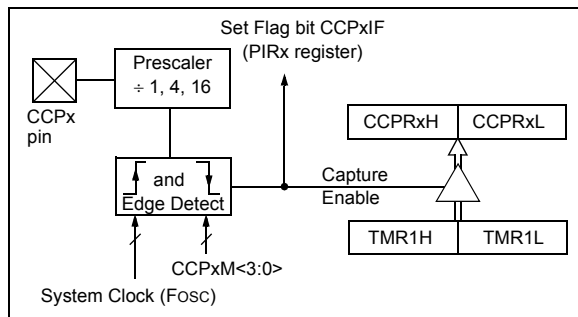 Set Flag bit CCPxIF
(PIRx register)
Prescaler
÷ 1, 4, 16
CCPx
pin
CCPRxH CCPRxL
and
Edge Detect
Capture
Enable
TMR1H TMR1L
CCPxM<3:0>
System Clock (FOSC)